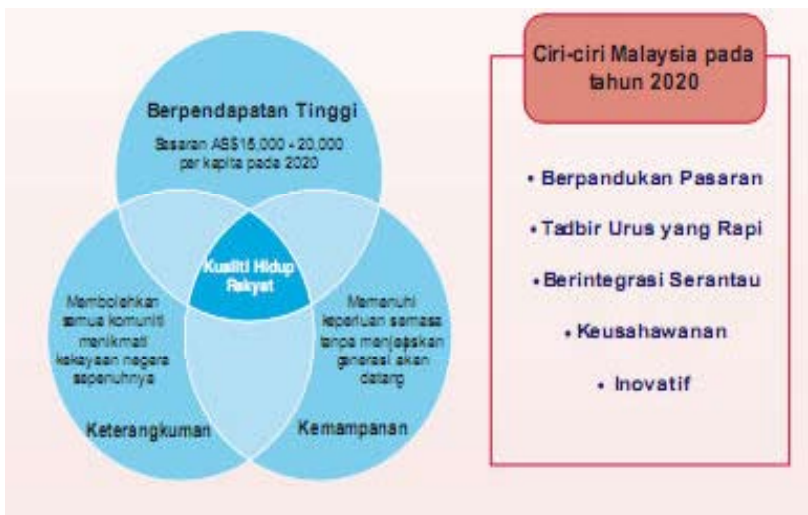 Berpendapatan Tinggi
Sasaran AS$15,000 - 20,000
per kapita pada 2020
Kualiti Hidup
Rakyat
Membolehkan
semua komuniti
menikmati
kekayaan negara
sepenuhnya
Keterangkuman
Memenuhi
keperluan semasa
tanpa menjejaskan
generasi akan
datang
Kemampanan
Ciri-ciri Malaysia pada
tahun 2020
• Berpandukan Pasaran
• Tadbir Urus yang Rapi
• Berintegrasi Serantau
• Keusahawanan
• Inovatif